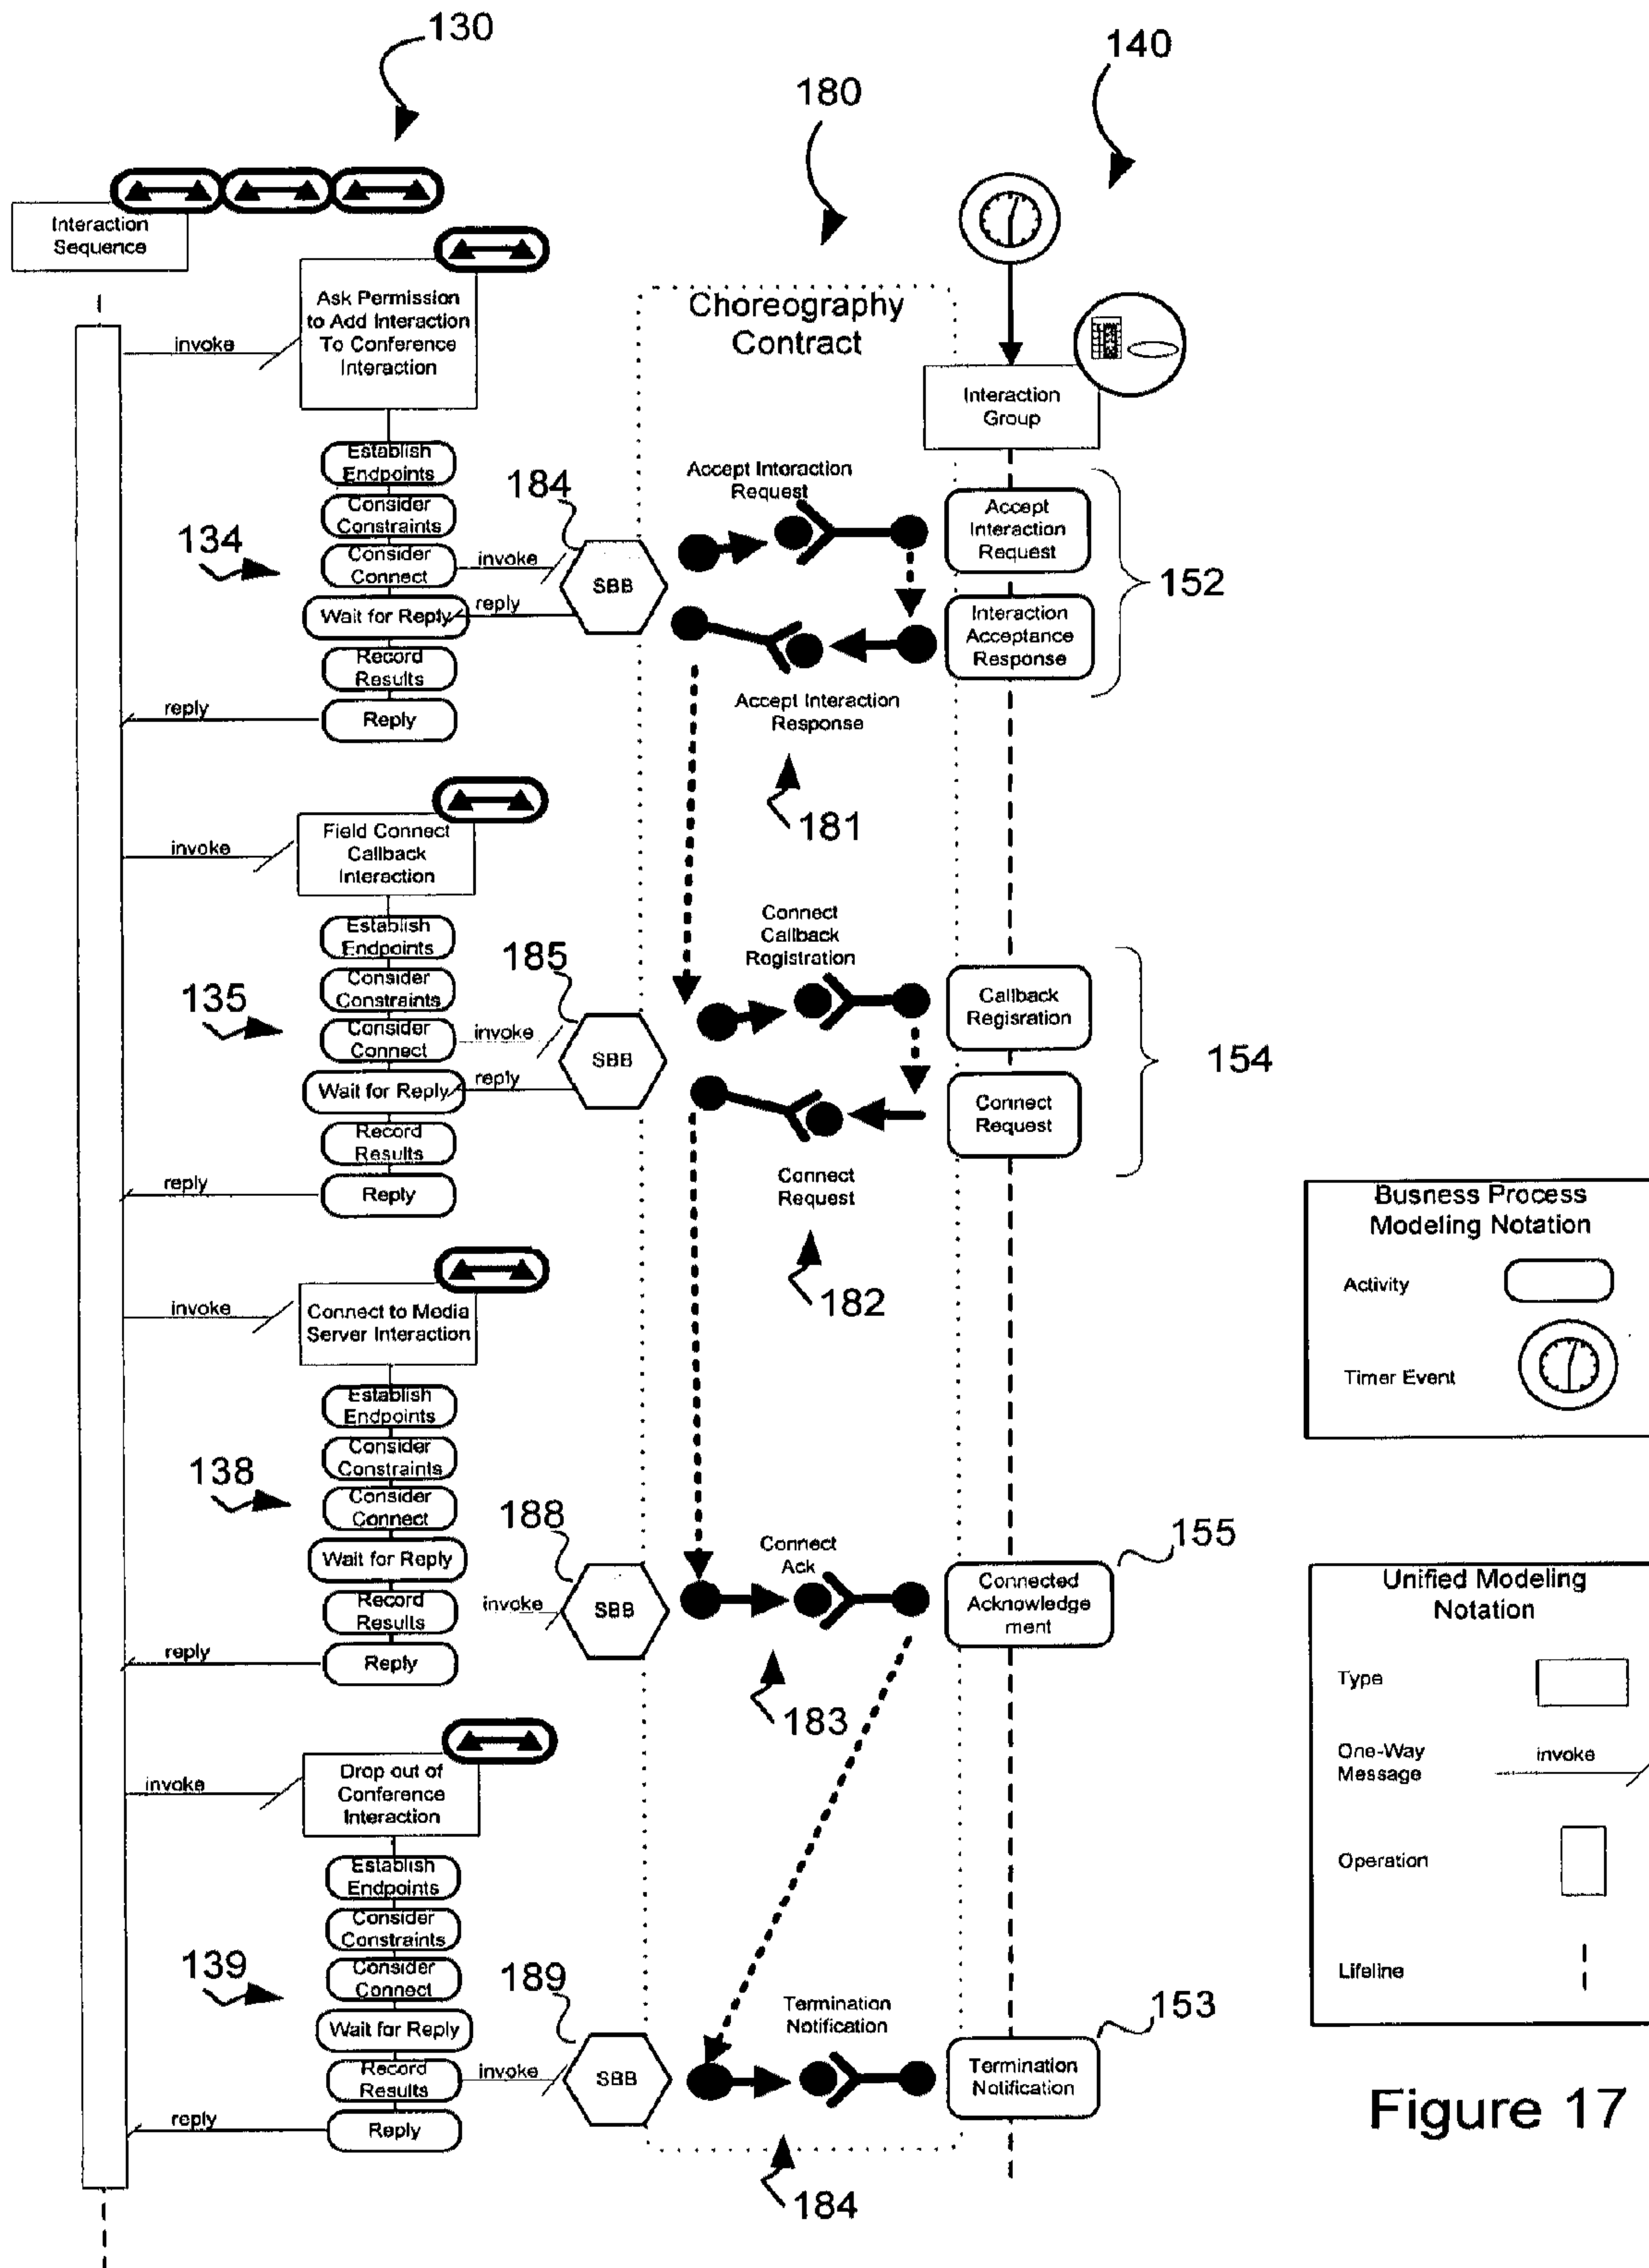 130
140
180
Interaction
Sequence
Ask Permission
to Add Interaction
To Conference
Interaction
invoke
Choreography
Contract
Interaction
Group
Establish
Endpoints
Consider
Constraints
Consider
Connect
Wait for Reply
Record
Results
Reply
134
invoke
reply
reply
184
SBB
Accept Interaction
Request
Accept
Interaction
Request
Interaction
Acceptance
Response
152
Accept Interaction
Response
181
Field Connect
Callback
Interaction
invoke
Establish
Endpoints
Consider
Constraints
Consider
Connect
Wait for Reply
Record
Results
Reply
135
invoke
reply
reply
185
SBB
Connect
Callback
Registration
Callback
Regisration
Connect
Request
154
Connect
Request
182
Busness Process
Modeling Notation
Activity
Timer Event
invoke
Connect to Media
Server Interaction
Establish
Endpoints
Consider
Constraints
Consider
Connect
Wait for Reply
Record
Results
Reply
138
invoke
reply
188
SBB
Connect
Ack
155
Connected
Acknowledge
ment
183
Unified Modeling
Notation
Type
One-Way
Message
invoke
Operation
Lifeline
invoke
Drop out of
Conference
Interaction
Establish
Endpoints
Consider
Constraints
Consider
Connect
Wait for Reply
Record
Results
Reply
139
invoke
reply
189
SBB
Termination
Notification
153
Termination
Notification
184
Figure 17